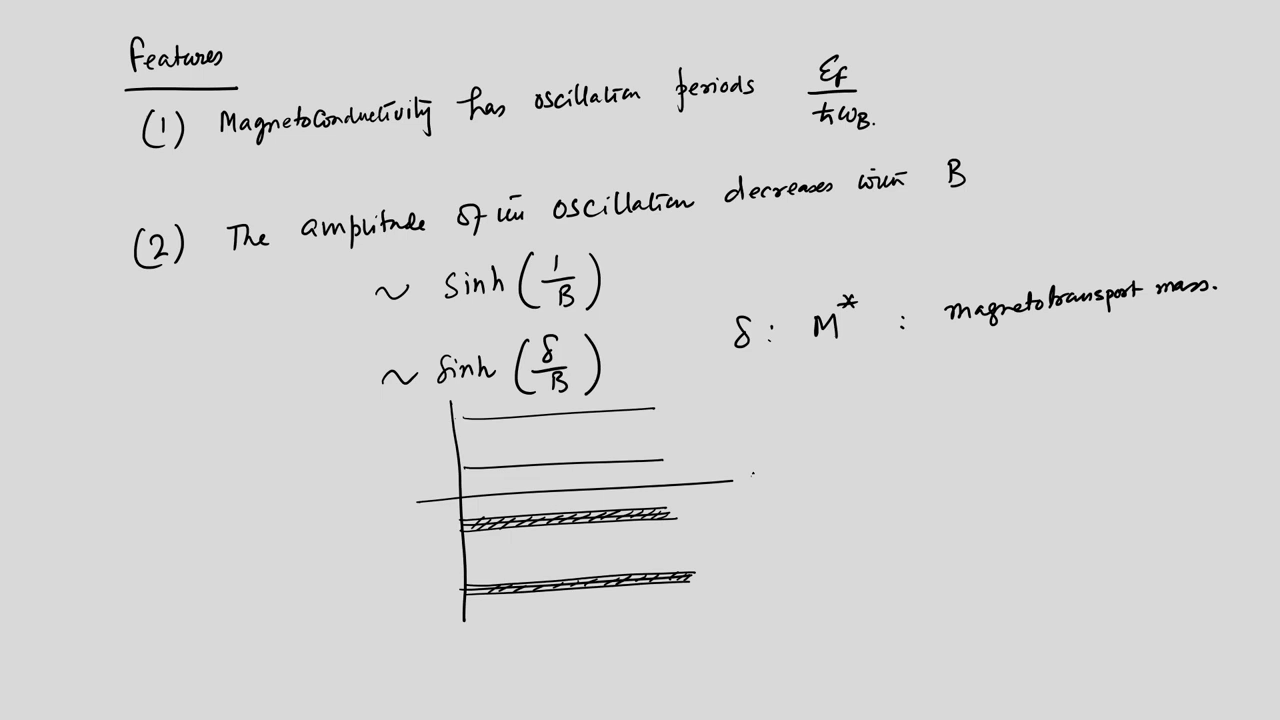 Features
(1) Magnetoconductivity has oscillation periods εF / ħωB.
(2) The amplitude of the oscillation decreases with B
~ Sinh (1/B)
~ Sinh (δ/B) δ : M* : magnetotransport mass.